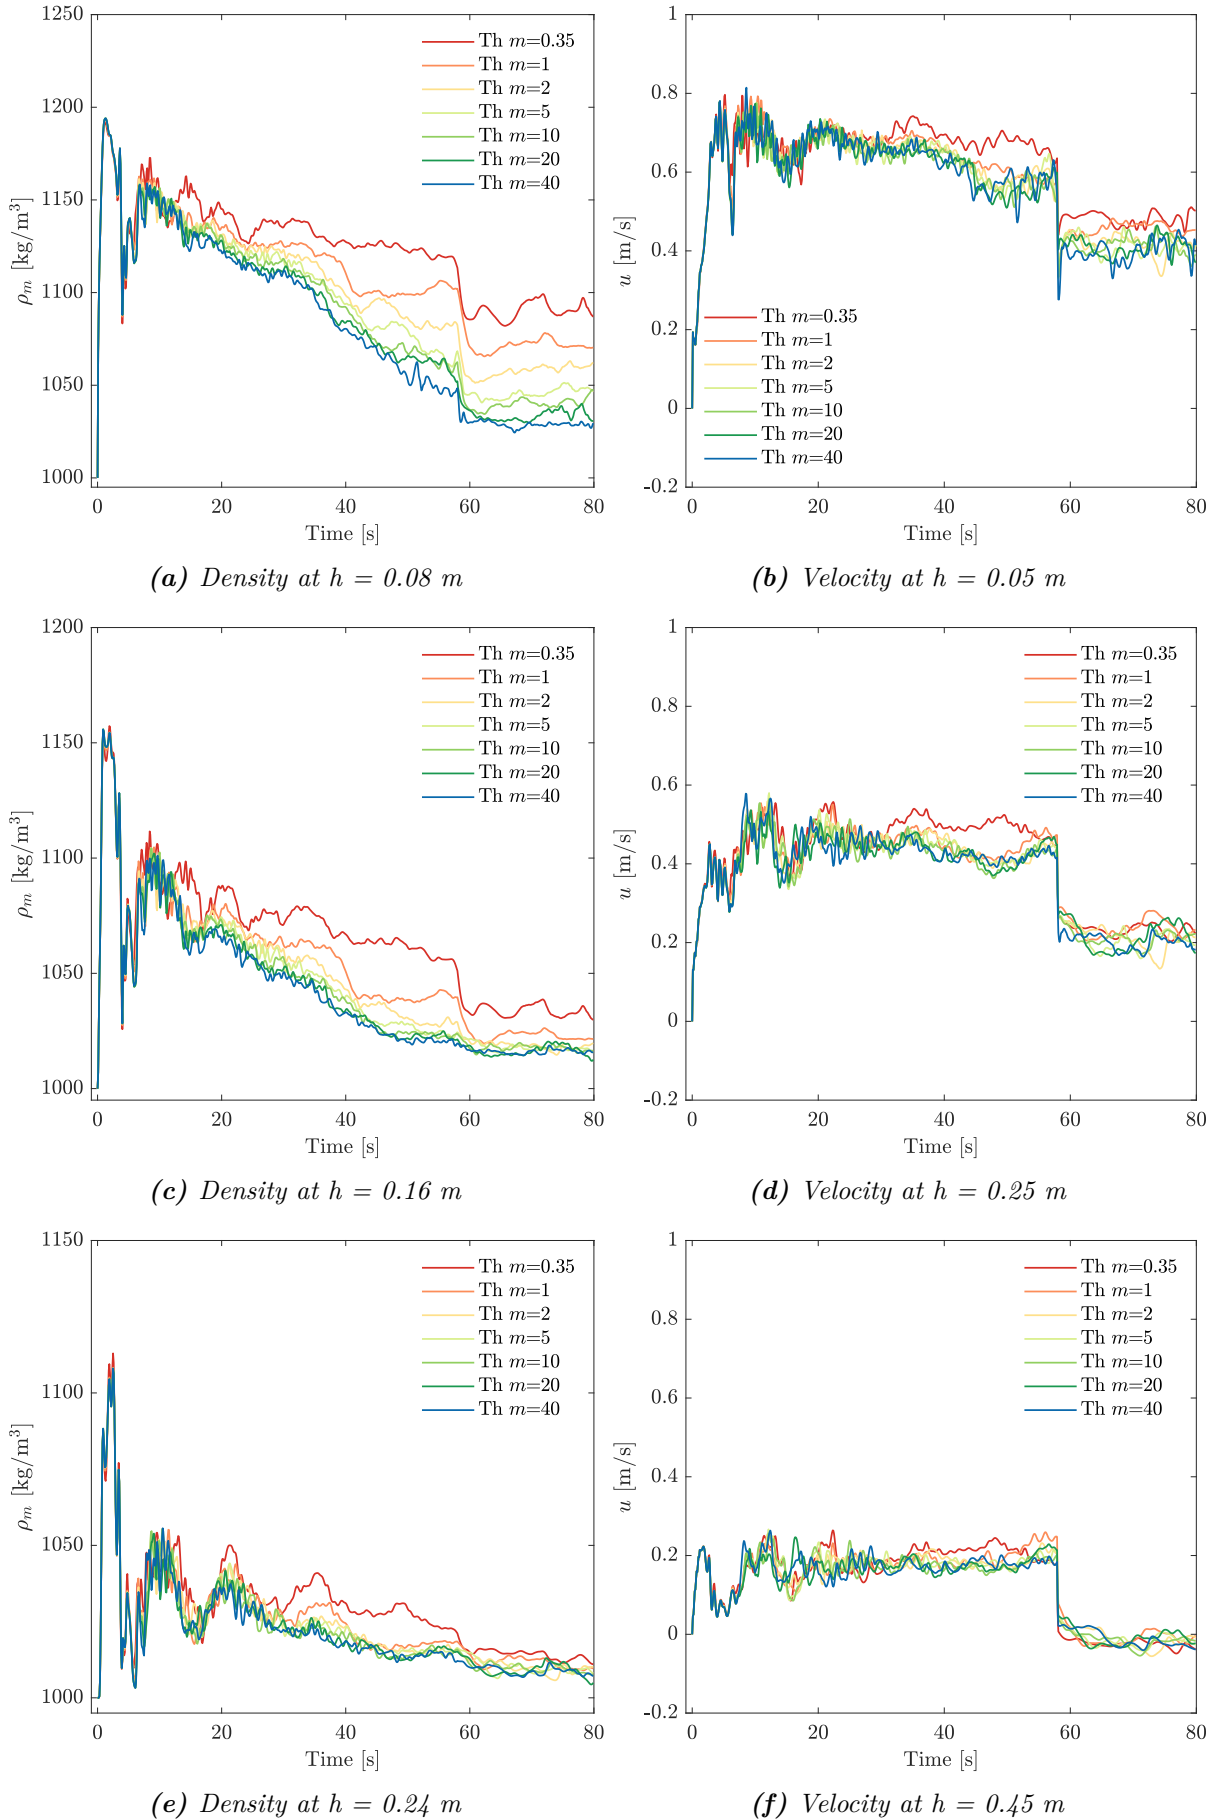 1250
1200
1150
1100
1050
1000
ρm [kg/m3]
0 20 40 60 80
Time [s]
Th m=0.35
Th m=1
Th m=2
Th m=5
Th m=10
Th m=20
Th m=40
(a) Density at h = 0.08 m
1
0.8
0.6
0.4
0.2
0
-0.2
u [m/s]
0 20 40 60 80
Time [s]
Th m=0.35
Th m=1
Th m=2
Th m=5
Th m=10
Th m=20
Th m=40
(b) Velocity at h = 0.05 m
1200
1150
1100
1050
1000
ρm [kg/m3]
0 20 40 60 80
Time [s]
Th m=0.35
Th m=1
Th m=2
Th m=5
Th m=10
Th m=20
Th m=40
(c) Density at h = 0.16 m
1
0.8
0.6
0.4
0.2
0
-0.2
u [m/s]
0 20 40 60 80
Time [s]
Th m=0.35
Th m=1
Th m=2
Th m=5
Th m=10
Th m=20
Th m=40
(d) Velocity at h = 0.25 m
1150
1100
1050
1000
ρm [kg/m3]
0 20 40 60 80
Time [s]
Th m=0.35
Th m=1
Th m=2
Th m=5
Th m=10
Th m=20
Th m=40
(e) Density at h = 0.24 m
1
0.8
0.6
0.4
0.2
0
-0.2
u [m/s]
0 20 40 60 80
Time [s]
Th m=0.35
Th m=1
Th m=2
Th m=5
Th m=10
Th m=20
Th m=40
(f) Velocity at h = 0.45 m